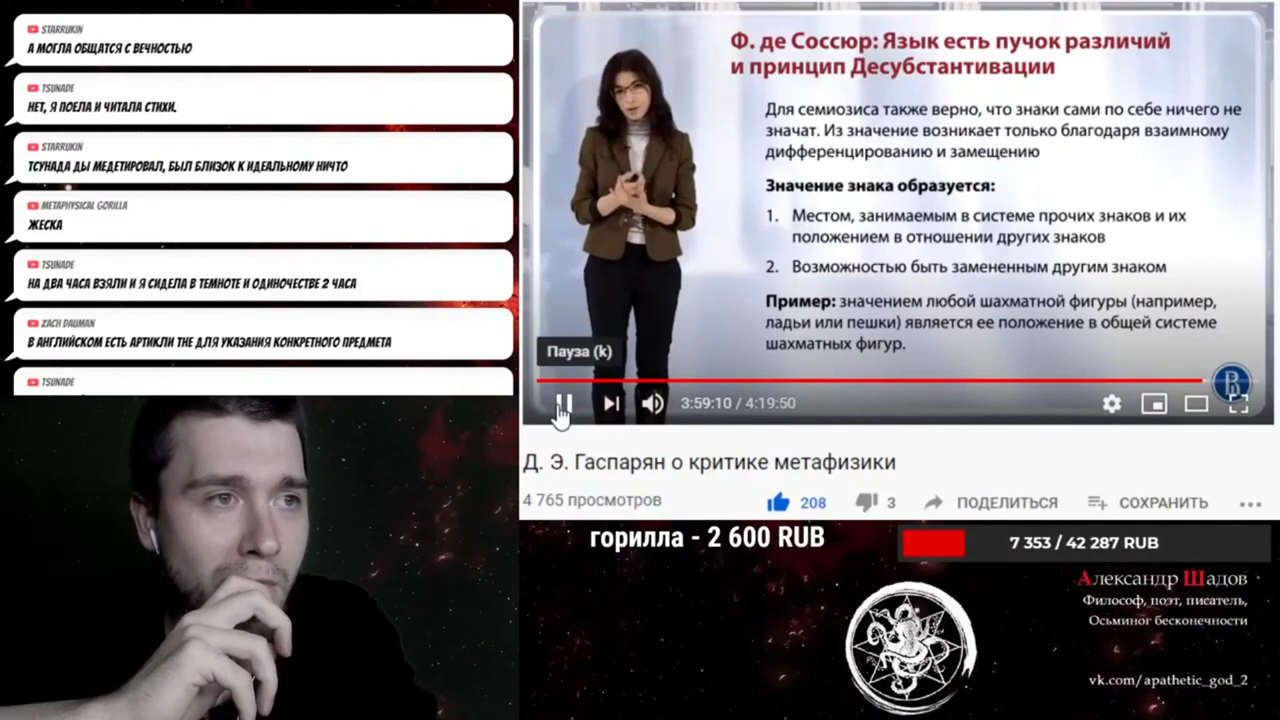 STARRUKIN
А МОГЛА ОБЩАТСЯ С ВЕЧНОСТЬЮ
TSUNADE
НЕТ, Я ПОЕЛА И ЧИТАЛА СТИХИ.
STARRUKIN
ТСУНАДА ДЫ МЕДЕТИРОВАЛ, БЫЛ БЛИЗОК К ИДЕАЛЬНОМУ НИЧТО
METAPHYSICAL GORILLA
ЖЕСКА
TSUNADE
НА ДВА ЧАСА ВЗЯЛИ И Я СИДЕЛА В ТЕМНОТЕ И ОДИНОЧЕСТВЕ 2 ЧАСА
ZACH DAUMAN
В АНГЛИЙСКОМ ЕСТЬ АРТИКЛИ THE ДЛЯ УКАЗАНИЯ КОНКРЕТНОГО ПРЕДМЕТА
TSUNADE
Ф. де Соссюр: Язык есть пучок различий
и принцип Десубстантивации
Для семиозиса также верно, что знаки сами по себе ничего не
значат. Их значение возникает только благодаря взаимному
дифференцированию и замещению
Значение знака образуется:
1. Местом, занимаемым в системе прочих знаков и их
положением в отношении других знаков
2. Возможностью быть замененным другим знаком
Пример: значением любой шахматной фигуры (например,
ладьи или пешки) является ее положение в общей системе
шахматных фигур.
Пауза (k)
3:59:10 / 4:19:50
Д. Э. Гаспарян о критике метафизики
4 765 просмотров
208
3
ПОДЕЛИТЬСЯ
СОХРАНИТЬ
горилла - 2 600 RUB
7 353 / 42 287 RUB
Александр Шадов
Философ, поэт, писатель,
Осьминог бесконечности
vk.com/apathetic_god_2